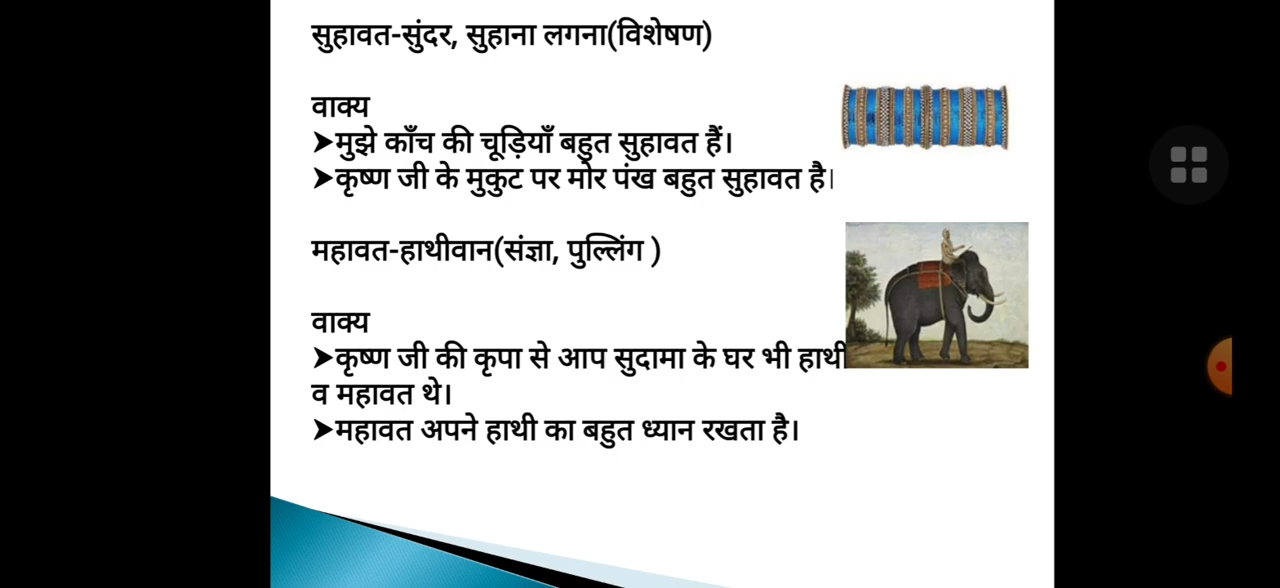 सुहावत-सुंदर, सुहाना लगना(विशेषण)
वाक्य
➤मुझे काँच की चूड़ियाँ बहुत सुहावत हैं।
➤कृष्ण जी के मुकुट पर मोर पंख बहुत सुहावत है।
महावत-हाथीवान(संज्ञा, पुल्लिंग )
वाक्य
➤कृष्ण जी की कृपा से आप सुदामा के घर भी हाथी
व महावत थे।
➤महावत अपने हाथी का बहुत ध्यान रखता है।